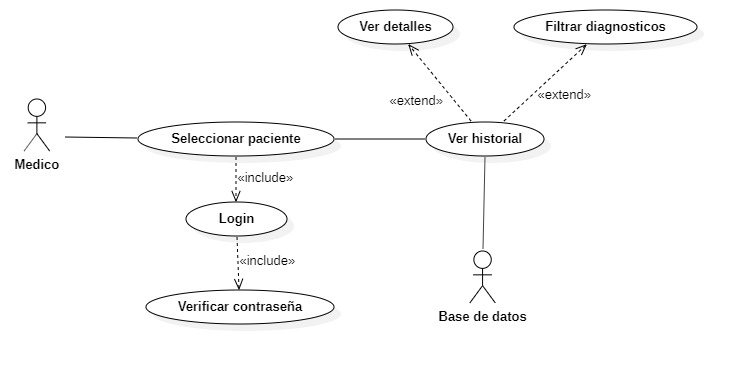 Ver detalles
Filtrar diagnosticos
«extend»
«extend»
Medico
Seleccionar paciente
Ver historial
«include»
Login
«include»
Verificar contraseña
Base de datos